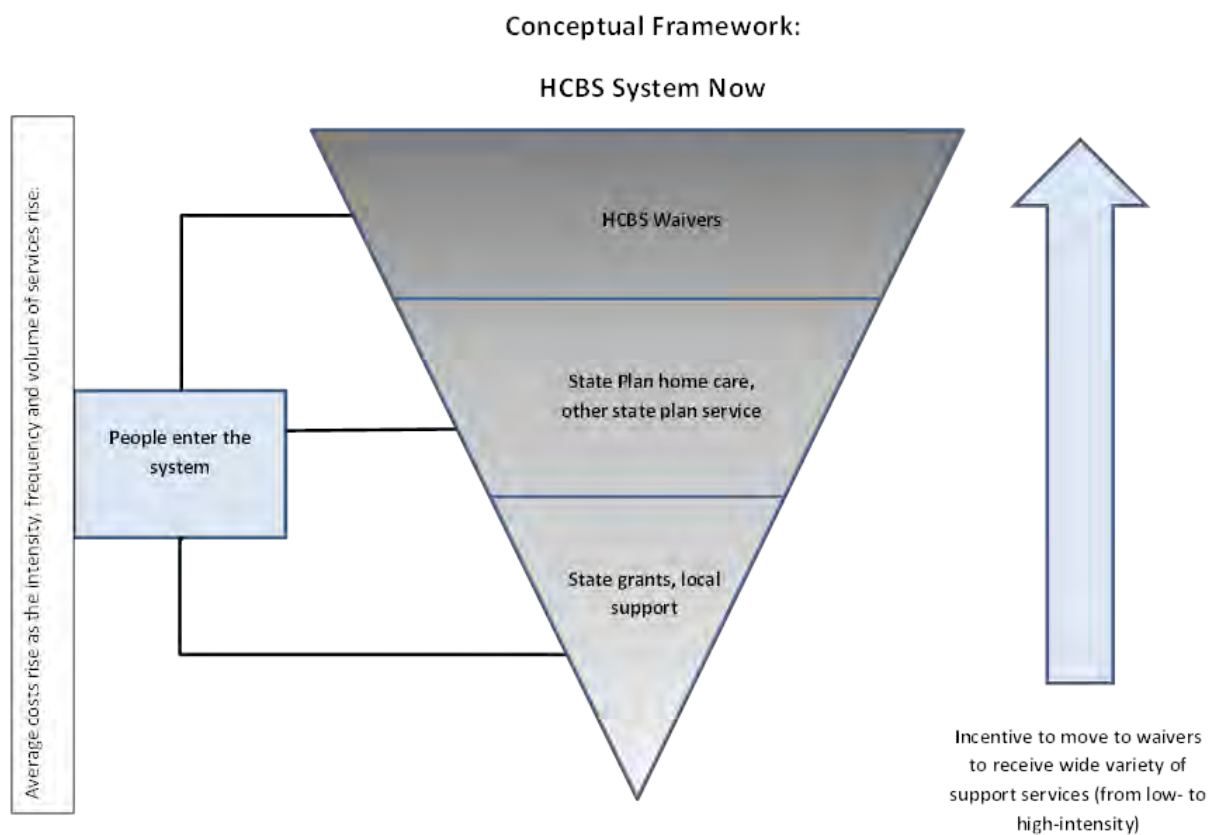 Conceptual Framework:
HCBS System Now
Average costs rise as the intensity, frequency and volume of services rise:
HCBS Waivers
State Plan home care,
other state plan service
People enter the
system
State grants, local
support
Incentive to move to waivers
to receive wide variety of
support services (from low- to
high-intensity)